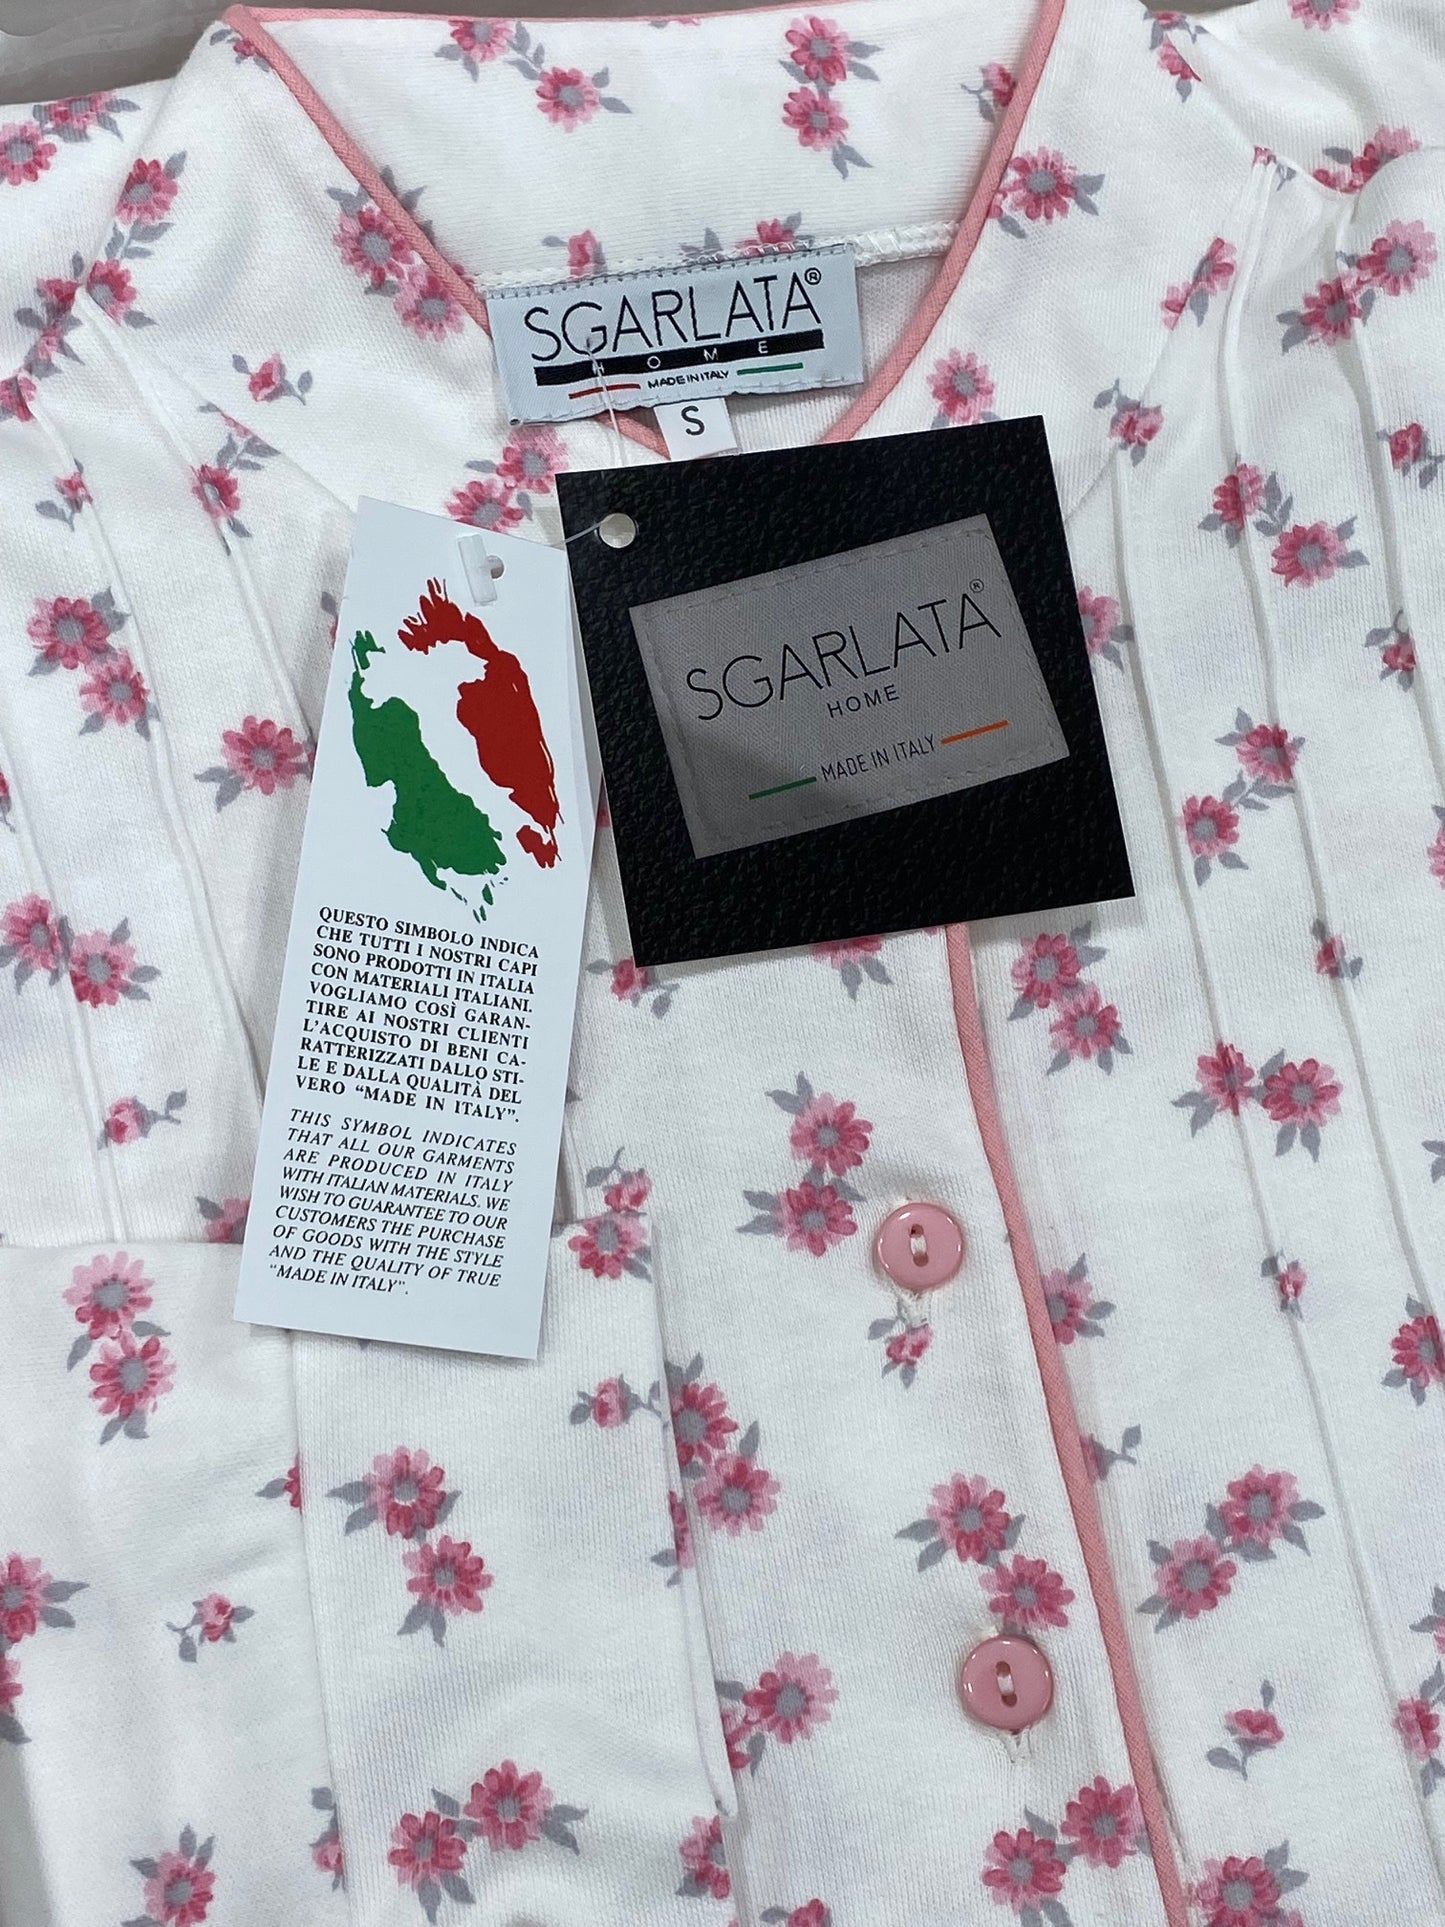 SGARLATA®
HOME
MADE IN ITALY
S
SGARLATA®
HOME
MADE IN ITALY
QUESTO SIMBOLO INDICA
CHE TUTTI I NOSTRI CAPI
SONO PRODOTTI IN ITALIA
CON MATERIALI ITALIANI.
VOGLIAMO COSÌ GARAN-
TIRE AI NOSTRI CLIENTI
L'ACQUISTO DI BENI CA-
RATTERIZZATI DALLO STI-
LE E DALLA QUALITÀ DEL
VERO "MADE IN ITALY".
THIS SYMBOL INDICATES
THAT ALL OUR GARMENTS
ARE PRODUCED IN ITALY
WITH ITALIAN MATERIALS. WE
WISH TO GUARANTEE TO OUR
CUSTOMERS THE PURCHASE
OF GOODS WITH THE STYLE
AND THE QUALITY OF TRUE
"MADE IN ITALY".